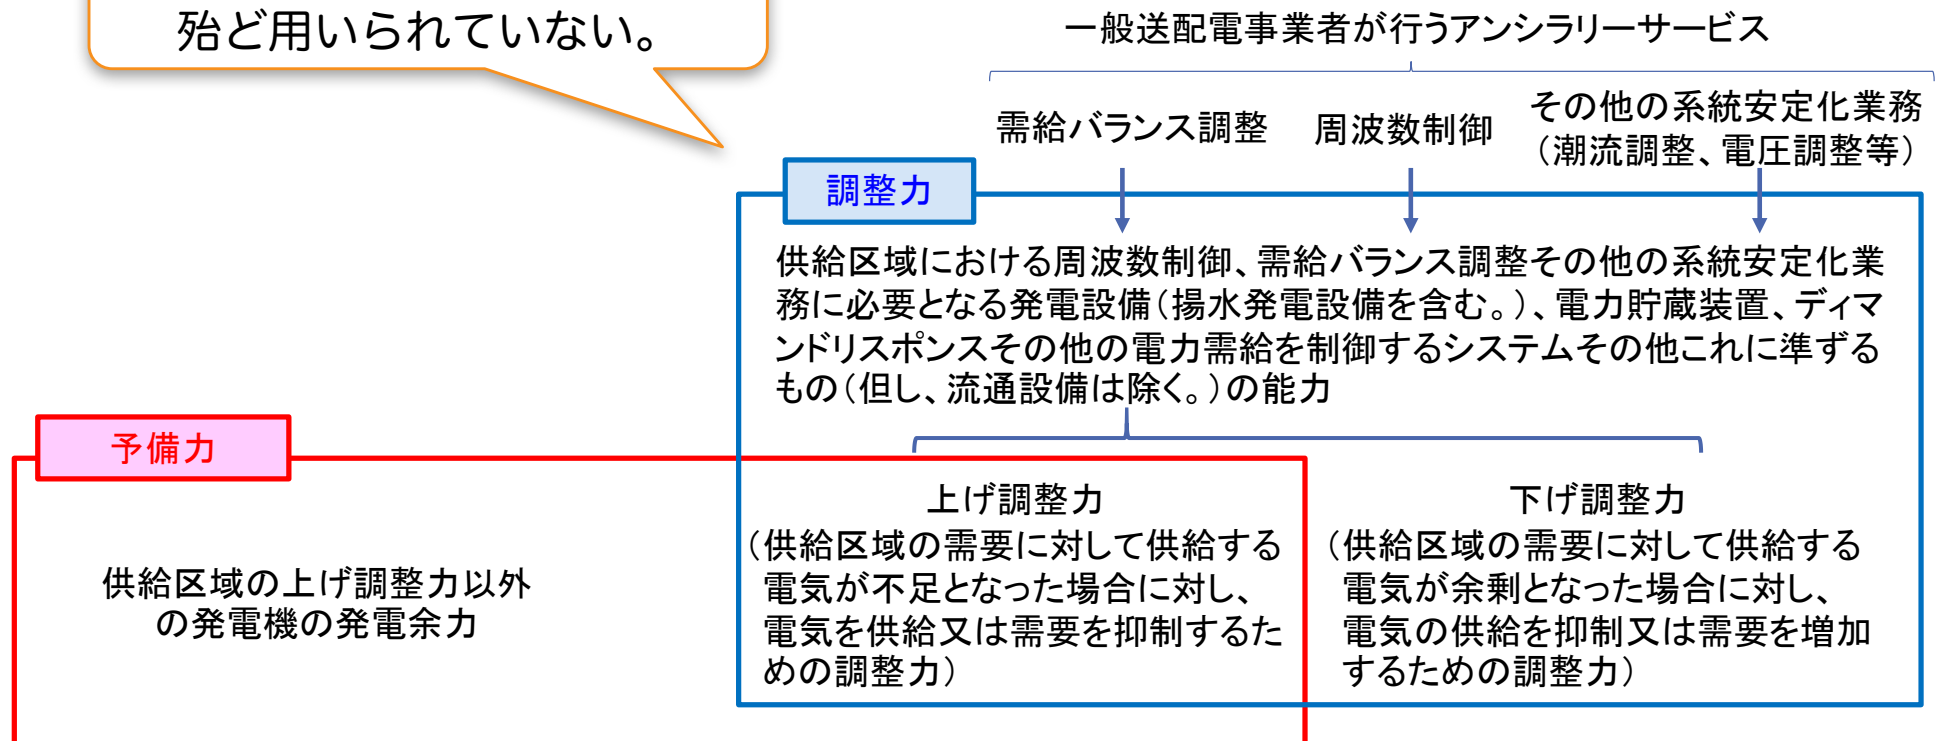 殆ど用いられていない。
一般送配電事業者が行うアンシラリーサービス
需給バランス調整
周波数制御
その他の系統安定化業務
（潮流調整、電圧調整等）
調整力
供給区域における周波数制御、需給バランス調整その他の系統安定化業
務に必要となる発電設備（揚水発電設備を含む。）、電力貯蔵装置、ディマ
ンドリスポンスその他の電力需給を制御するシステムその他これに準ずる
もの（但し、流通設備は除く。）の能力
予備力
供給区域の上げ調整力以外
の発電機の発電余力
上げ調整力
（供給区域の需要に対して供給する
電気が不足となった場合に対し、
電気を供給又は需要を抑制するた
めの調整力）
下げ調整力
（供給区域の需要に対して供給する
電気が余剰となった場合に対し、
電気の供給を抑制又は需要を増加
するための調整力）